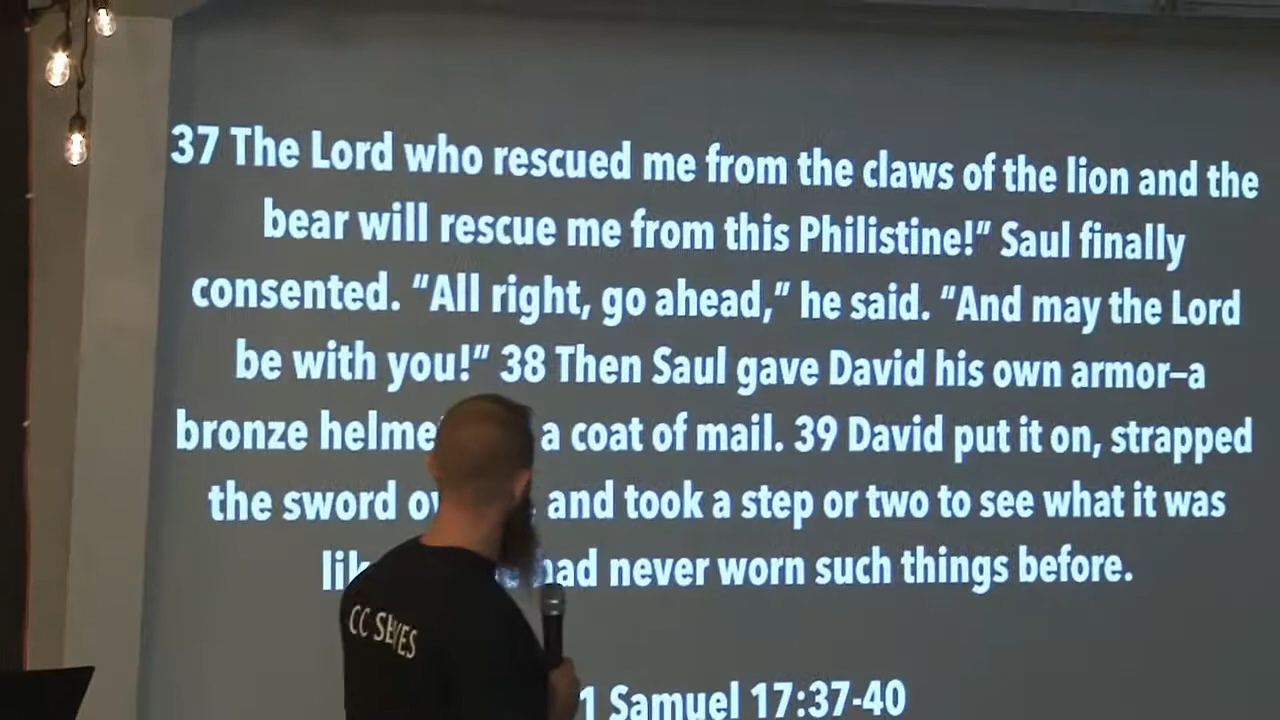 37 The Lord who rescued me from the claws of the lion and the
bear will rescue me from this Philistine!” Saul finally
consented. “All right, go ahead,” he said. “And may the Lord
be with you!” 38 Then Saul gave David his own armor–a
bronze a coat of mail. 39 David put it on, strapped
the sword and took a step or two to see what it was
had never worn such things before.
CC
1 Samuel 17:37-40